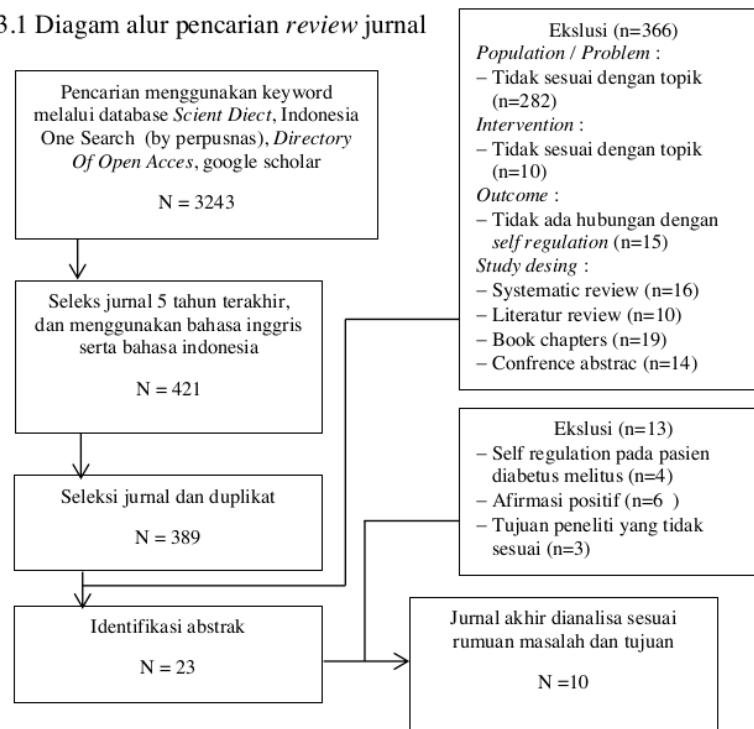 3.1 Diagam alur pencarian review jurnal
Pencarian menggunakan keyword
melalui database Scient Diect, Indonesia
One Search (by perpusnas), Directory
Of Open Acces, google scholar
N = 3243
Seleks jurnal 5 tahun terakhir,
dan menggunakan bahasa inggris
serta bahasa indonesia
N = 421
Seleksi jurnal dan duplikat
N = 389
Identifikasi abstrak
N = 23
Ekslusi (n=366)
Population / Problem :
– Tidak sesuai dengan topik
(n=282)
Intervention :
– Tidak sesuai dengan topik
(n=10)
Outcome :
– Tidak ada hubungan dengan
self regulation (n=15)
Study desing :
– Systematic review (n=16)
– Literatur review (n=10)
– Book chapters (n=19)
– Confrence abstrac (n=14)
Ekslusi (n=13)
– Self regulation pada pasien
diabetus melitus (n=4)
– Afirmasi positif (n=6 )
– Tujuan peneliti yang tidak
sesuai (n=3)
Jurnal akhir dianalisa sesuai
rumuan masalah dan tujuan
N =10